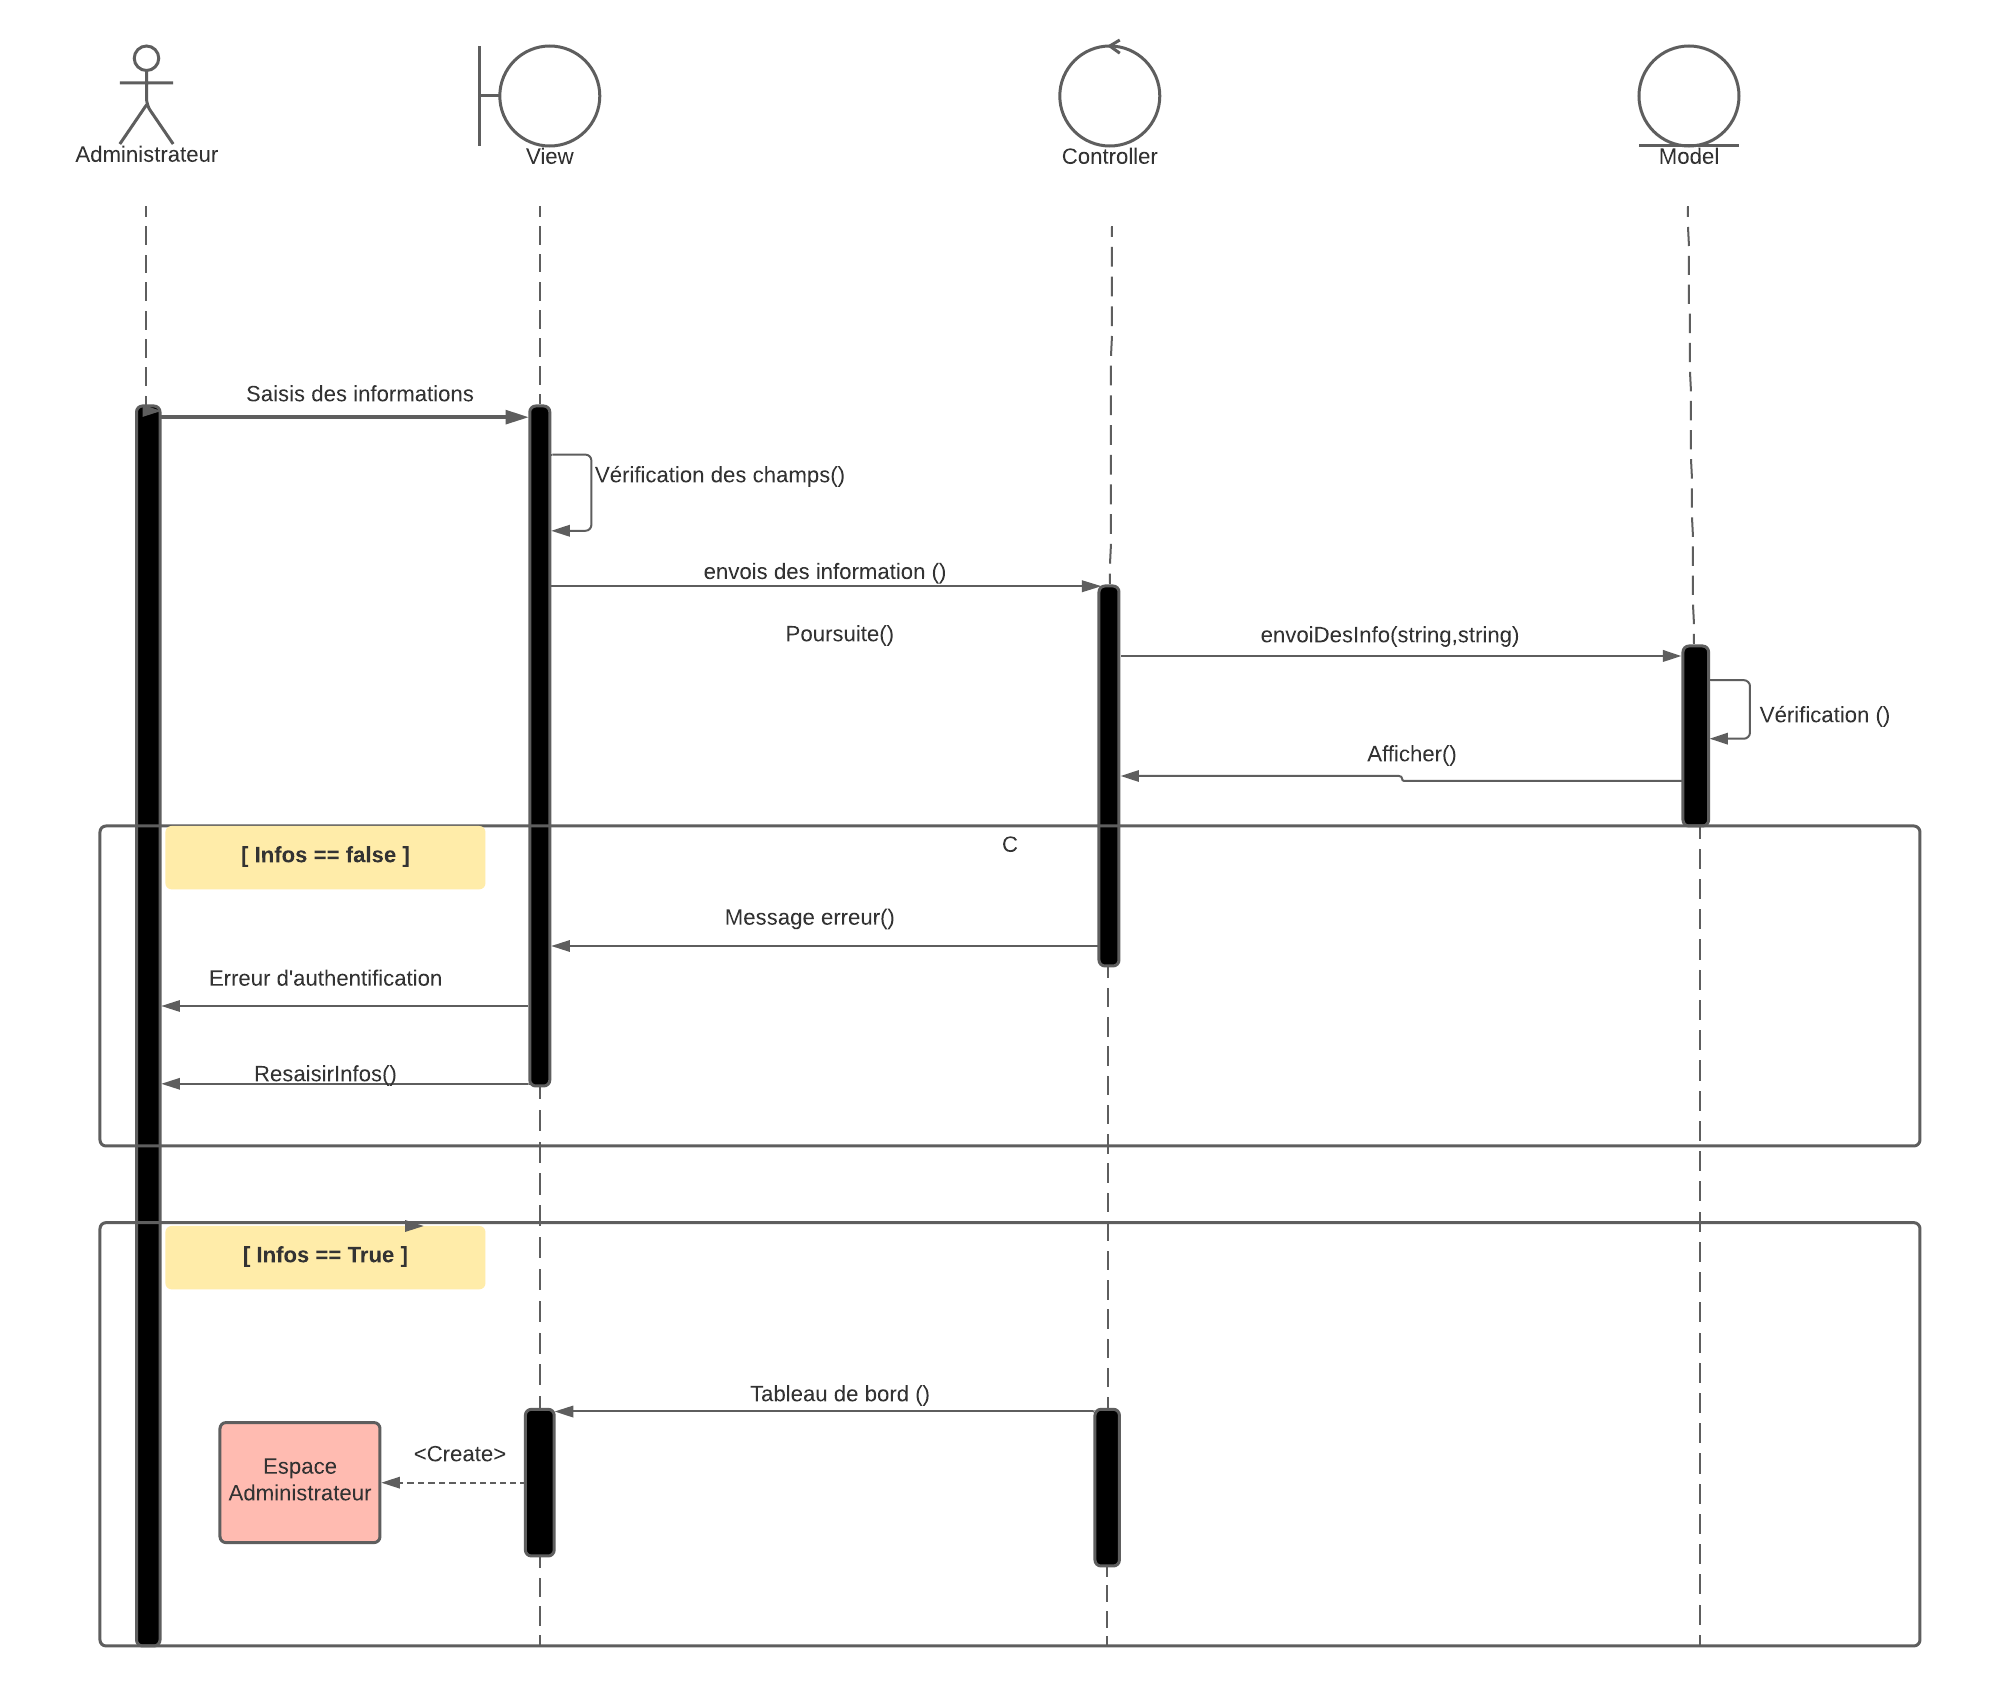 Administrateur
View
Controller
Model
Saisis des informations
Vérification des champs()
envois des information ()
Poursuite()
envoiDesInfo(string,string)
Vérification ()
Afficher()
[ Infos == false ]
C
Message erreur()
Erreur d'authentification
ResaisirInfos()
[ Infos == True ]
Tableau de bord ()
<Create>
Espace
Administrateur